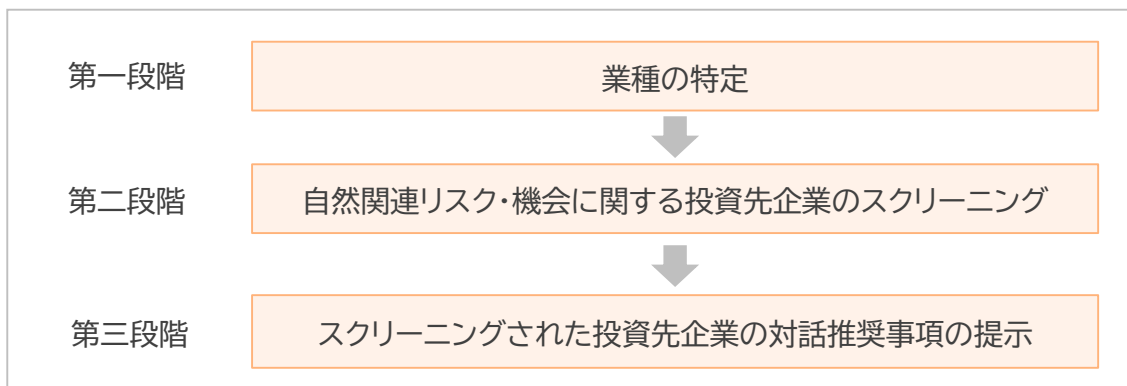 第一段階
業種の特定
第二段階
自然関連リスク・機会に関する投資先企業のスクリーニング
第三段階
スクリーニングされた投資先企業の対話推奨事項の提示